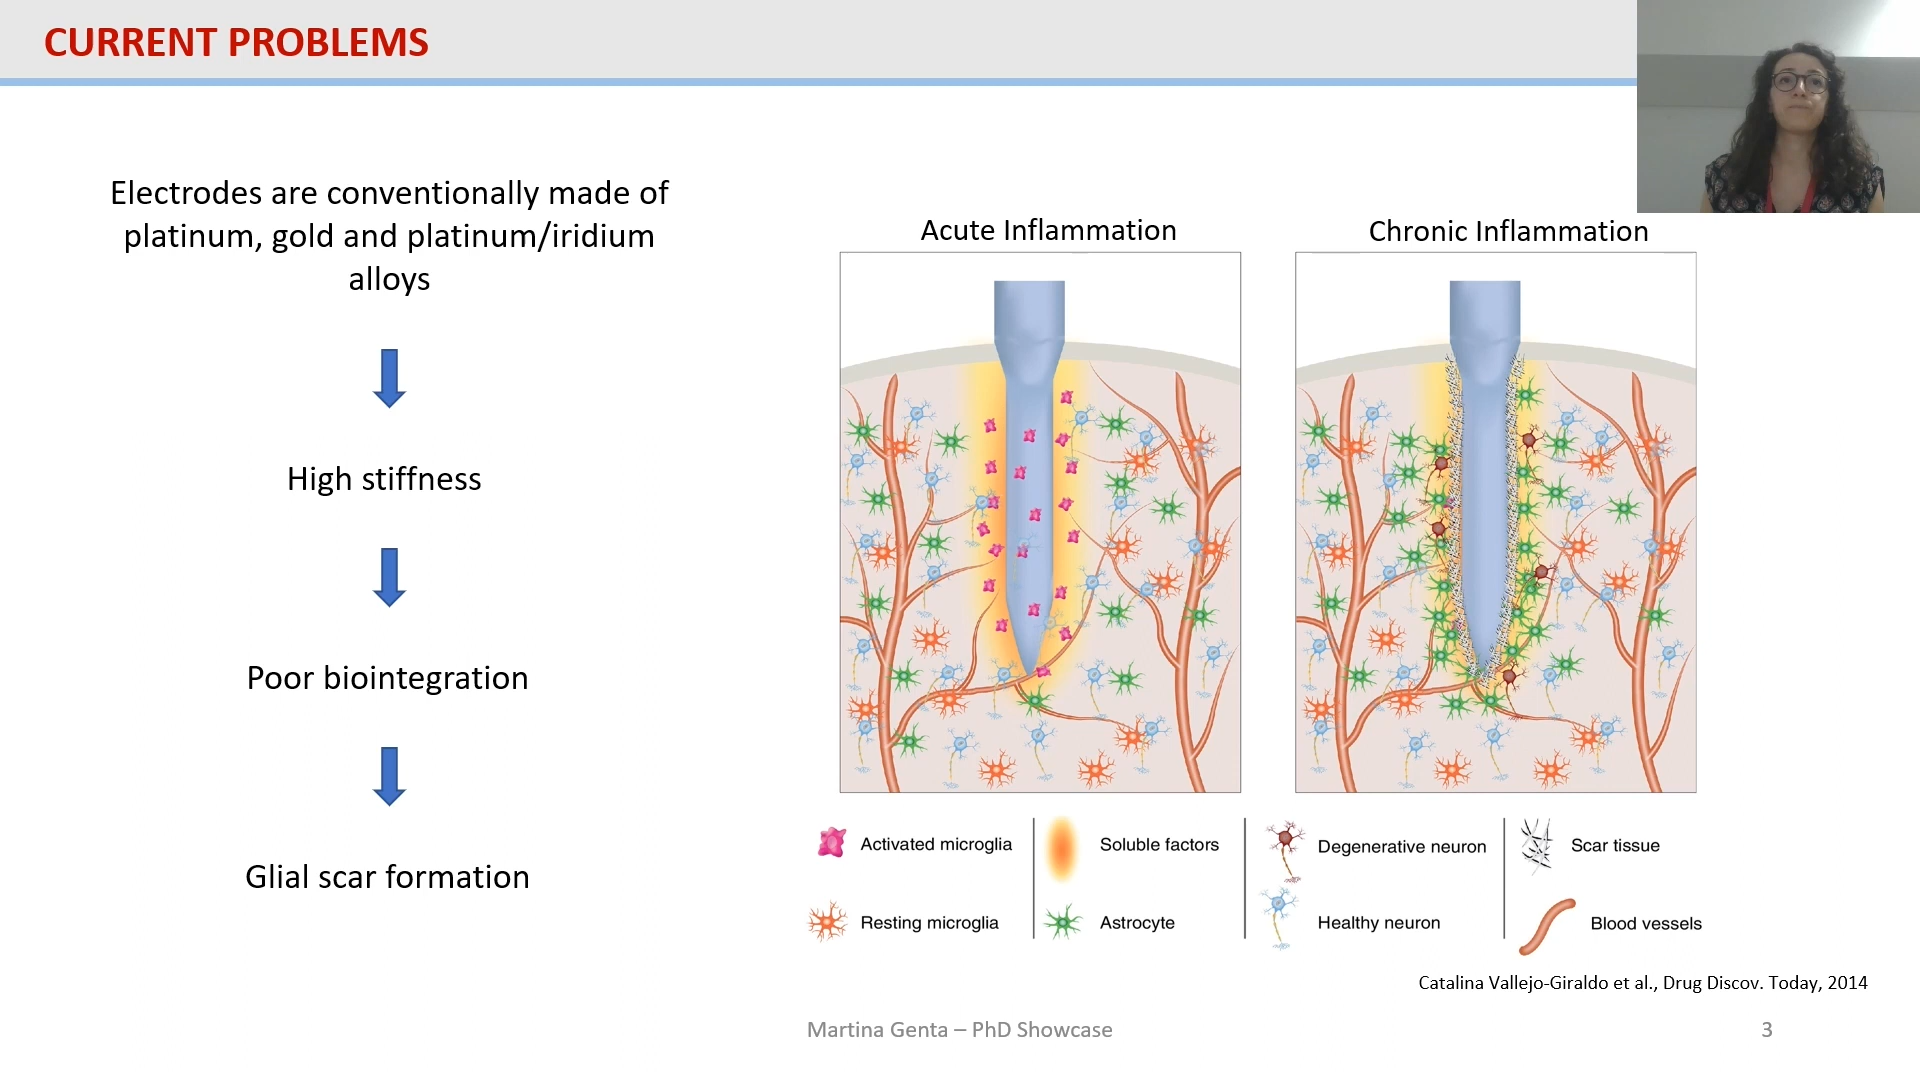 CURRENT PROBLEMS
Electrodes are conventionally made of
platinum, gold and platinum/iridium
alloys
High stiffness
Poor biointegration
Glial scar formation
Acute Inflammation
Chronic Inflammation
Activated microglia
Soluble factors
Degenerative neuron
Scar tissue
Resting microglia
Astrocyte
Healthy neuron
Blood vessels
Catalina Vallejo-Giraldo et al., Drug Discov. Today, 2014
Martina Genta – PhD Showcase
3